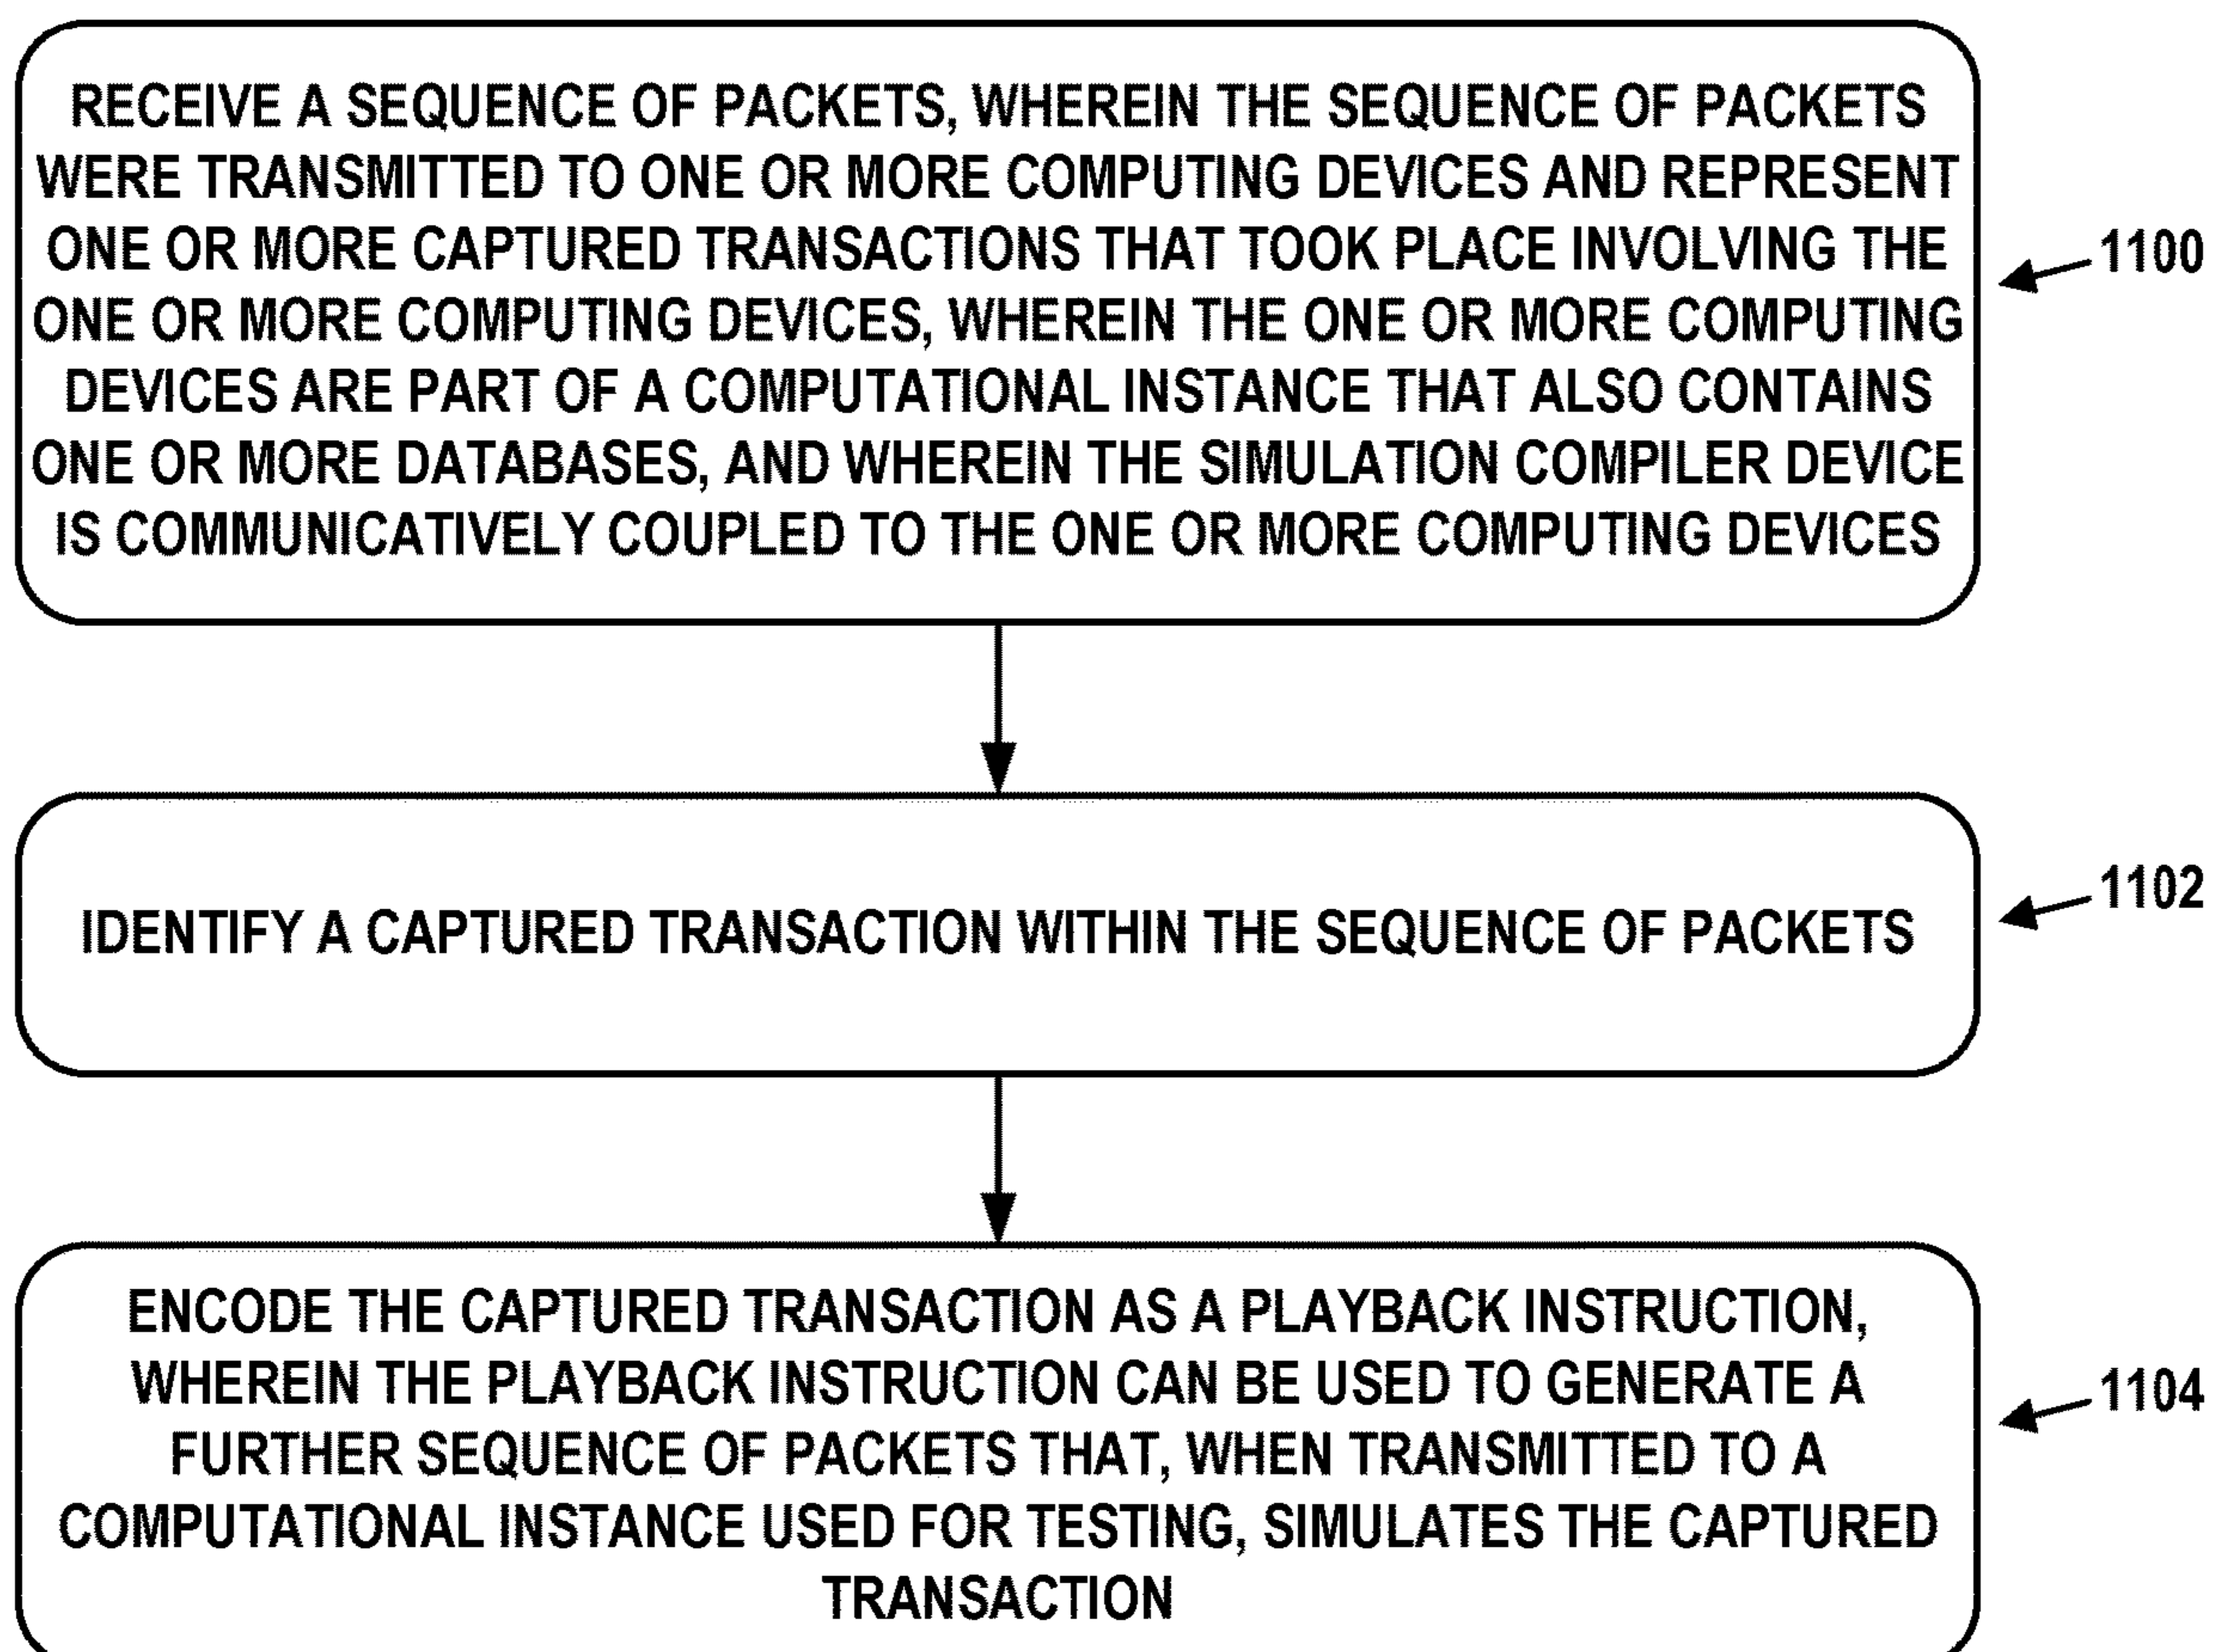 RECEIVE A SEQUENCE OF PACKETS, WHEREIN THE SEQUENCE OF PACKETS
WERE TRANSMITTED TO ONE OR MORE COMPUTING DEVICES AND REPRESENT
ONE OR MORE CAPTURED TRANSACTIONS THAT TOOK PLACE INVOLVING THE
ONE OR MORE COMPUTING DEVICES, WHEREIN THE ONE OR MORE COMPUTING
DEVICES ARE PART OF A COMPUTATIONAL INSTANCE THAT ALSO CONTAINS
ONE OR MORE DATABASES, AND WHEREIN THE SIMULATION COMPILER DEVICE
IS COMMUNICATIVELY COUPLED TO THE ONE OR MORE COMPUTING DEVICES
1100
IDENTIFY A CAPTURED TRANSACTION WITHIN THE SEQUENCE OF PACKETS
1102
ENCODE THE CAPTURED TRANSACTION AS A PLAYBACK INSTRUCTION,
WHEREIN THE PLAYBACK INSTRUCTION CAN BE USED TO GENERATE A
FURTHER SEQUENCE OF PACKETS THAT, WHEN TRANSMITTED TO A
COMPUTATIONAL INSTANCE USED FOR TESTING, SIMULATES THE CAPTURED
TRANSACTION
1104